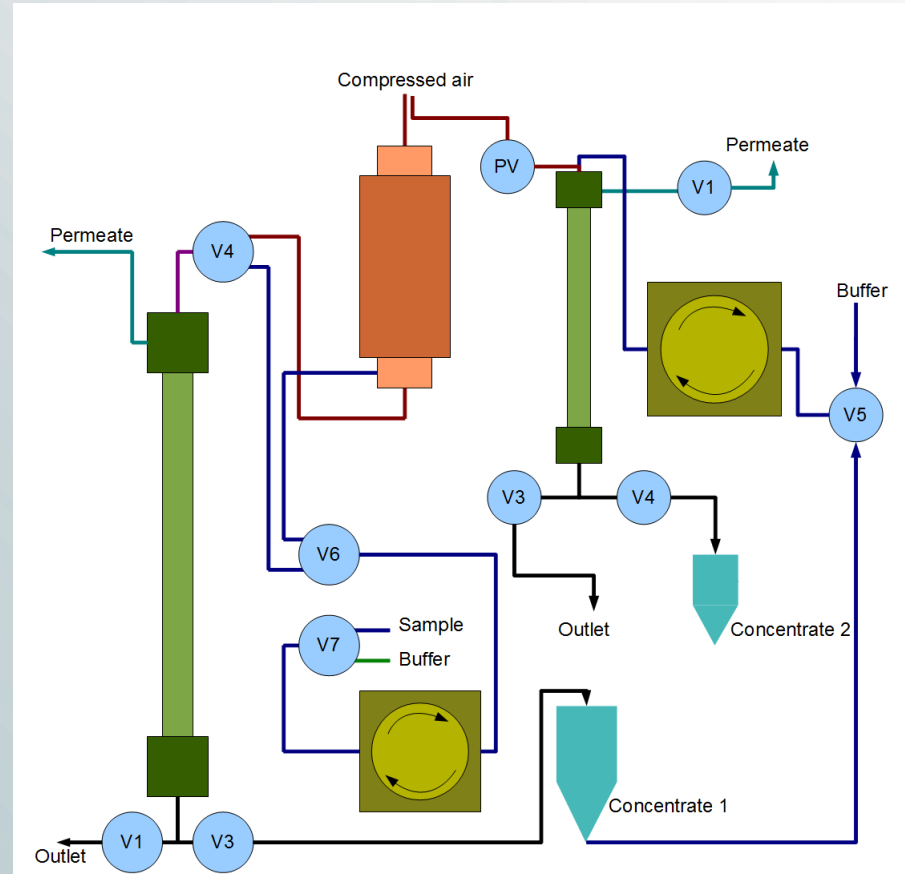 Compressed air
PV
Permeate
V1
Permeate
V4
Buffer
V5
V3
V4
V6
Sample
V7
Buffer
Outlet
Concentrate 2
Concentrate 1
V1
V3
Outlet